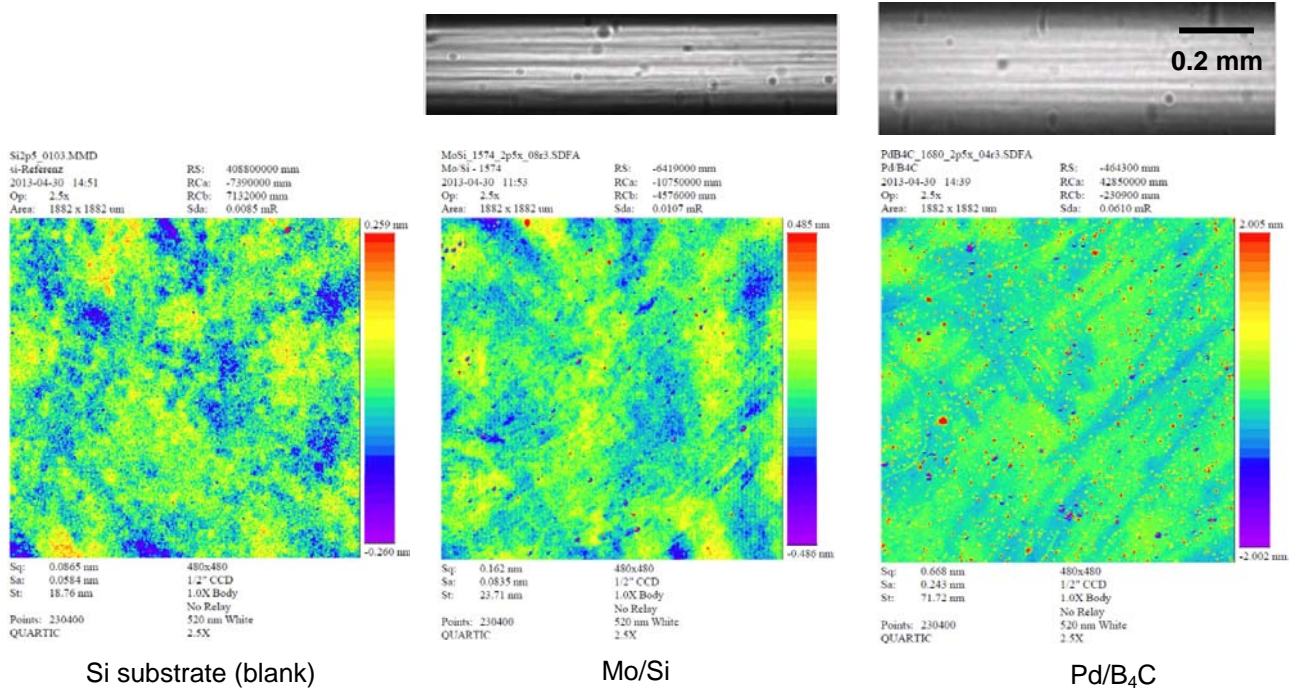 0.2 mm
Si2p5_0103.MMD
si-Referenz RS: 408800000 mm
2013-04-30 14:51 RCa: -7390000 mm
Op: 2.5x RCb: 7132000 mm
Area: 1882 x 1882 um Sda: 0.0085 mR
0.259 nm
-0.260 nm
Sq: 0.0865 nm 480x480
Sa: 0.0584 nm 1/2" CCD
St: 18.76 nm 1.0X Body
No Relay
Points: 230400 520 nm White
QUARTIC 2.5X
Si substrate (blank)
MoSi_1574_2p5x_08r3.SDFA
Mo/Si - 1574 RS: -6419000 mm
2013-04-30 11:53 RCa: -10750000 mm
Op: 2.5x RCb: -4576000 mm
Area: 1882 x 1882 um Sda: 0.0107 mR
0.485 nm
-0.486 nm
Sq: 0.162 nm 480x480
Sa: 0.0835 nm 1/2" CCD
St: 23.71 nm 1.0X Body
No Relay
Points: 230400 520 nm White
QUARTIC 2.5X
Mo/Si
PdB4C_1680_2p5x_04r3.SDFA
Pd/B4C RS: -464300 mm
2013-04-30 14:39 RCa: 42850000 mm
Op: 2.5x RCb: -230900 mm
Area: 1882 x 1882 um Sda: 0.0610 mR
2.005 nm
-2.002 nm
Sq: 0.668 nm 480x480
Sa: 0.243 nm 1/2" CCD
St: 71.72 nm 1.0X Body
No Relay
Points: 230400 520 nm White
QUARTIC 2.5X
Pd/B₄C